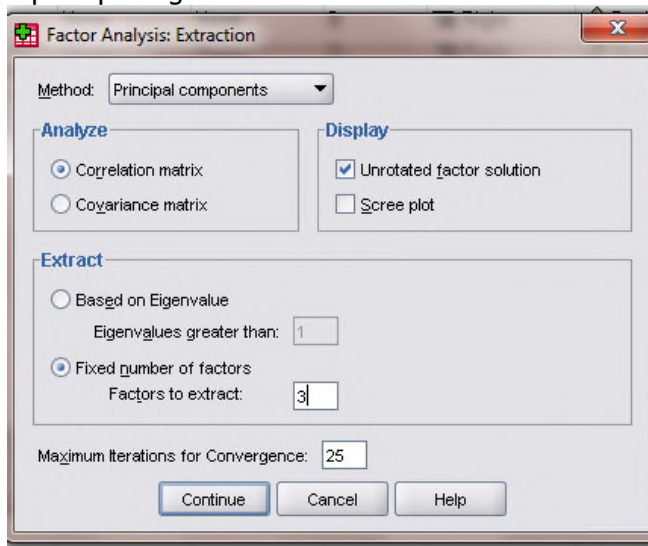 Factor Analysis: Extraction
Method: Principal components
Analyze
Display
Correlation matrix
Unrotated factor solution
Covariance matrix
Scree plot
Extract
Based on Eigenvalue
Eigenvalues greater than: 1
Fixed number of factors
Factors to extract: 3
Maximum Iterations for Convergence: 25
Continue Cancel Help